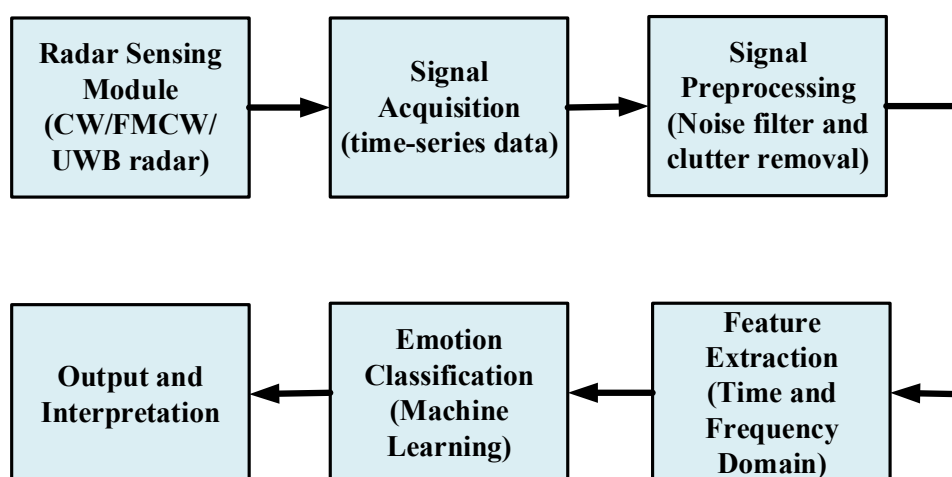 Radar Sensing
Module
(CW/FMCW/
UWB radar)
Signal
Acquisition
(time-series data)
Signal
Preprocessing
(Noise filter and
clutter removal)
Feature
Extraction
(Time and
Frequency
Domain)
Emotion
Classification
(Machine
Learning)
Output and
Interpretation